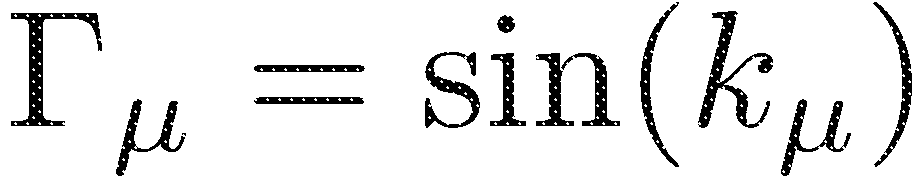 Γ_μ = sin(k_μ)